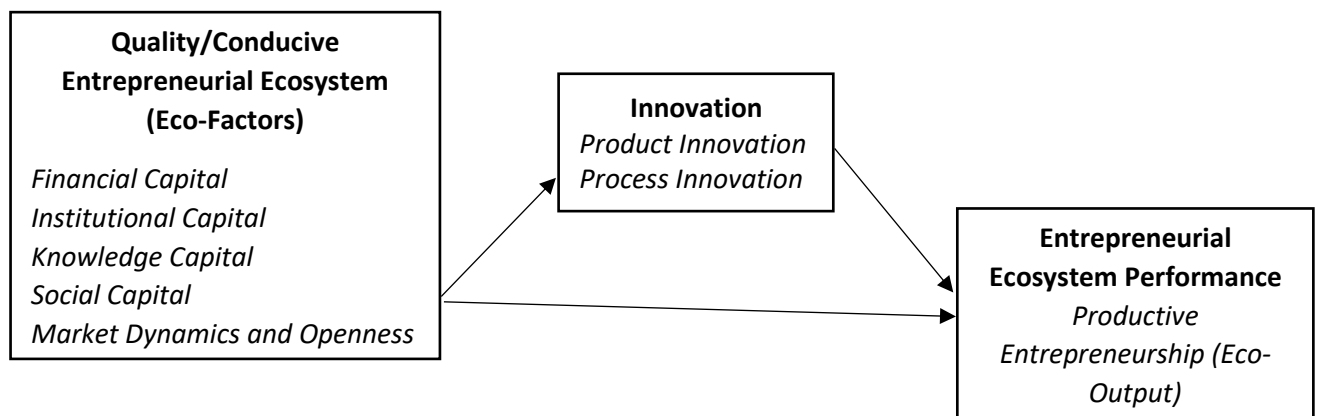 Quality/Conducive
Entrepreneurial Ecosystem
(Eco-Factors)
Financial Capital
Institutional Capital
Knowledge Capital
Social Capital
Market Dynamics and Openness
Innovation
Product Innovation
Process Innovation
Entrepreneurial
Ecosystem Performance
Productive
Entrepreneurship (Eco-
Output)